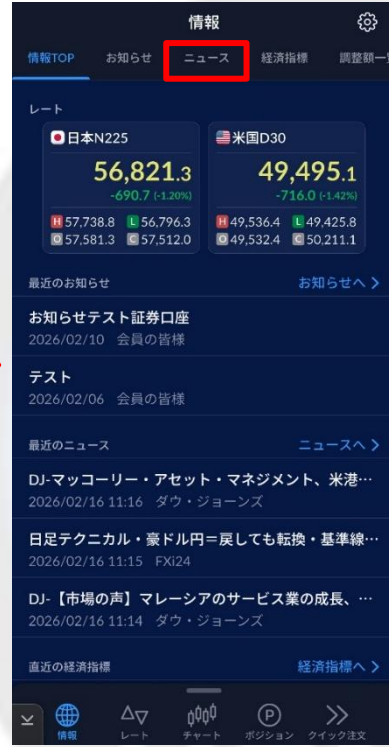 情報
情報TOP お知らせ ニュース 経済指標 調整額一
レート
日本N225 米国D30
56,821.3 49,495.1
-690.7 (-1.20%) -716.0 (-1.42%)
H 57,738.8 L 56,796.3 H 49,536.4 L 49,425.8
O 57,581.3 C 57,512.0 O 49,532.4 C 50,211.1
最近のお知らせ お知らせへ
お知らせテスト証券口座
2026/02/10 会員の皆様
テスト
2026/02/06 会員の皆様
最近のニュース ニュースへ
DJ-マッコーリー・アセット・マネジメント、米港…
2026/02/16 11:16 ダウ・ジョーンズ
日足テクニカル・豪ドル円=戻しても転換・基準線…
2026/02/16 11:15 FXi24
DJ-【市場の声】マレーシアのサービス業の成長、…
2026/02/16 11:14 ダウ・ジョーンズ
直近の経済指標 経済指標へ
情報 レート チャート P ポジション クイック注文